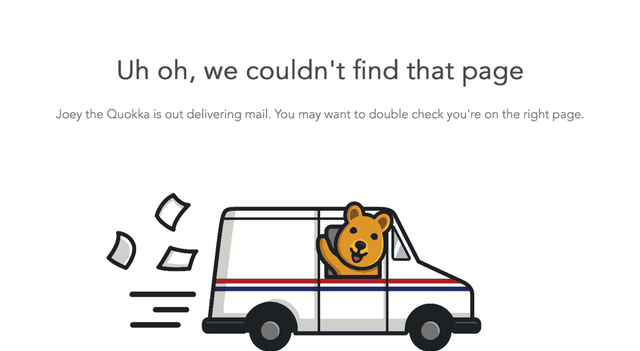 Uh oh, we couldn't find that page
Joey the Quokka is out delivering mail. You may want to double check you're on the right page.